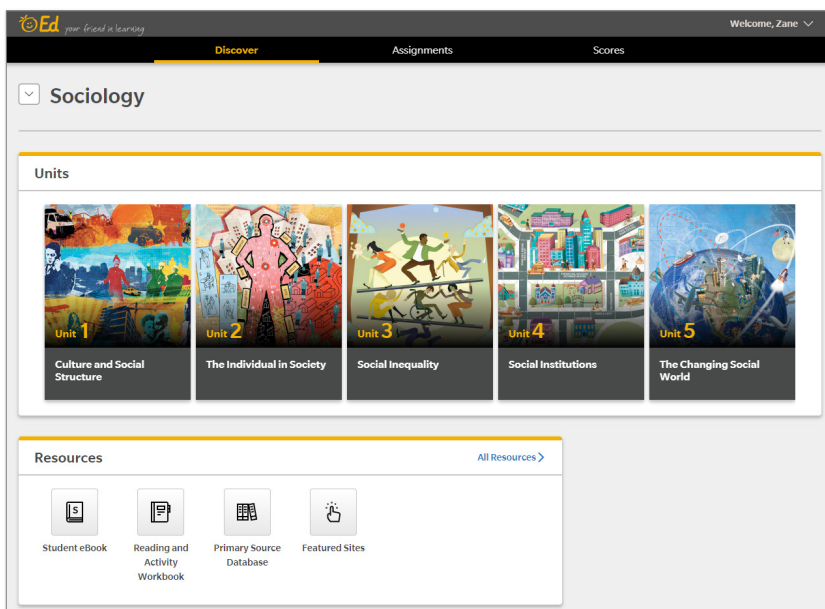 Ed your friend in learning
Welcome, Zane
Discover Assignments Scores
Sociology
Units
Unit 1
Culture and Social
Structure
Unit 2
The Individual in Society
Unit 3
Social Inequality
Unit 4
Social Institutions
Unit 5
The Changing Social
World
Resources
All Resources
S
Student eBook
Reading and
Activity
Workbook
Primary Source
Database
Featured Sites